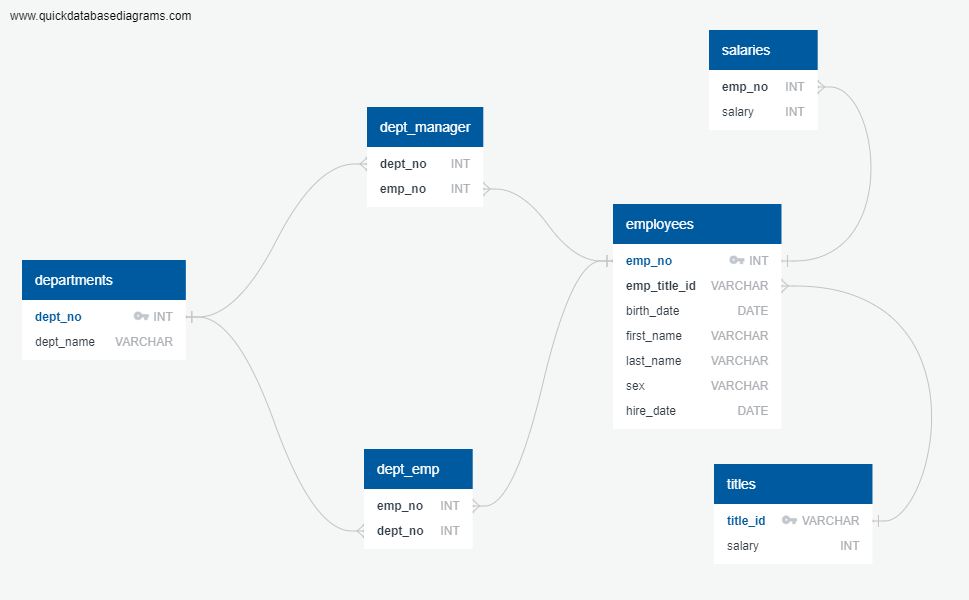 www.quickdatabasediagrams.com
salaries
emp_no INT
salary INT
dept_manager
dept_no INT
emp_no INT
employees
emp_no INT
emp_title_id VARCHAR
birth_date DATE
first_name VARCHAR
last_name VARCHAR
sex VARCHAR
hire_date DATE
departments
dept_no INT
dept_name VARCHAR
dept_emp
emp_no INT
dept_no INT
titles
title_id VARCHAR
salary INT